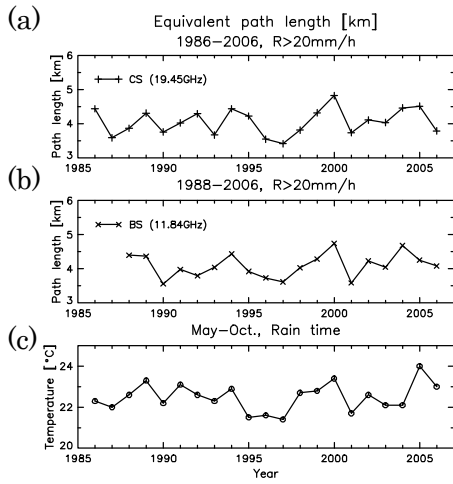 (a)
Equivalent path length [km]
1986-2006, R>20mm/h
6
5
4
3
Path length [km]
CS (19.45GHz)
1985 1990 1995 2000 2005
(b)
1988-2006, R>20mm/h
6
5
4
3
Path length [km]
BS (11.84GHz)
1985 1990 1995 2000 2005
(c)
May-Oct., Rain time
24
22
20
Temperature [°C]
1985 1990 1995 2000 2005
Year